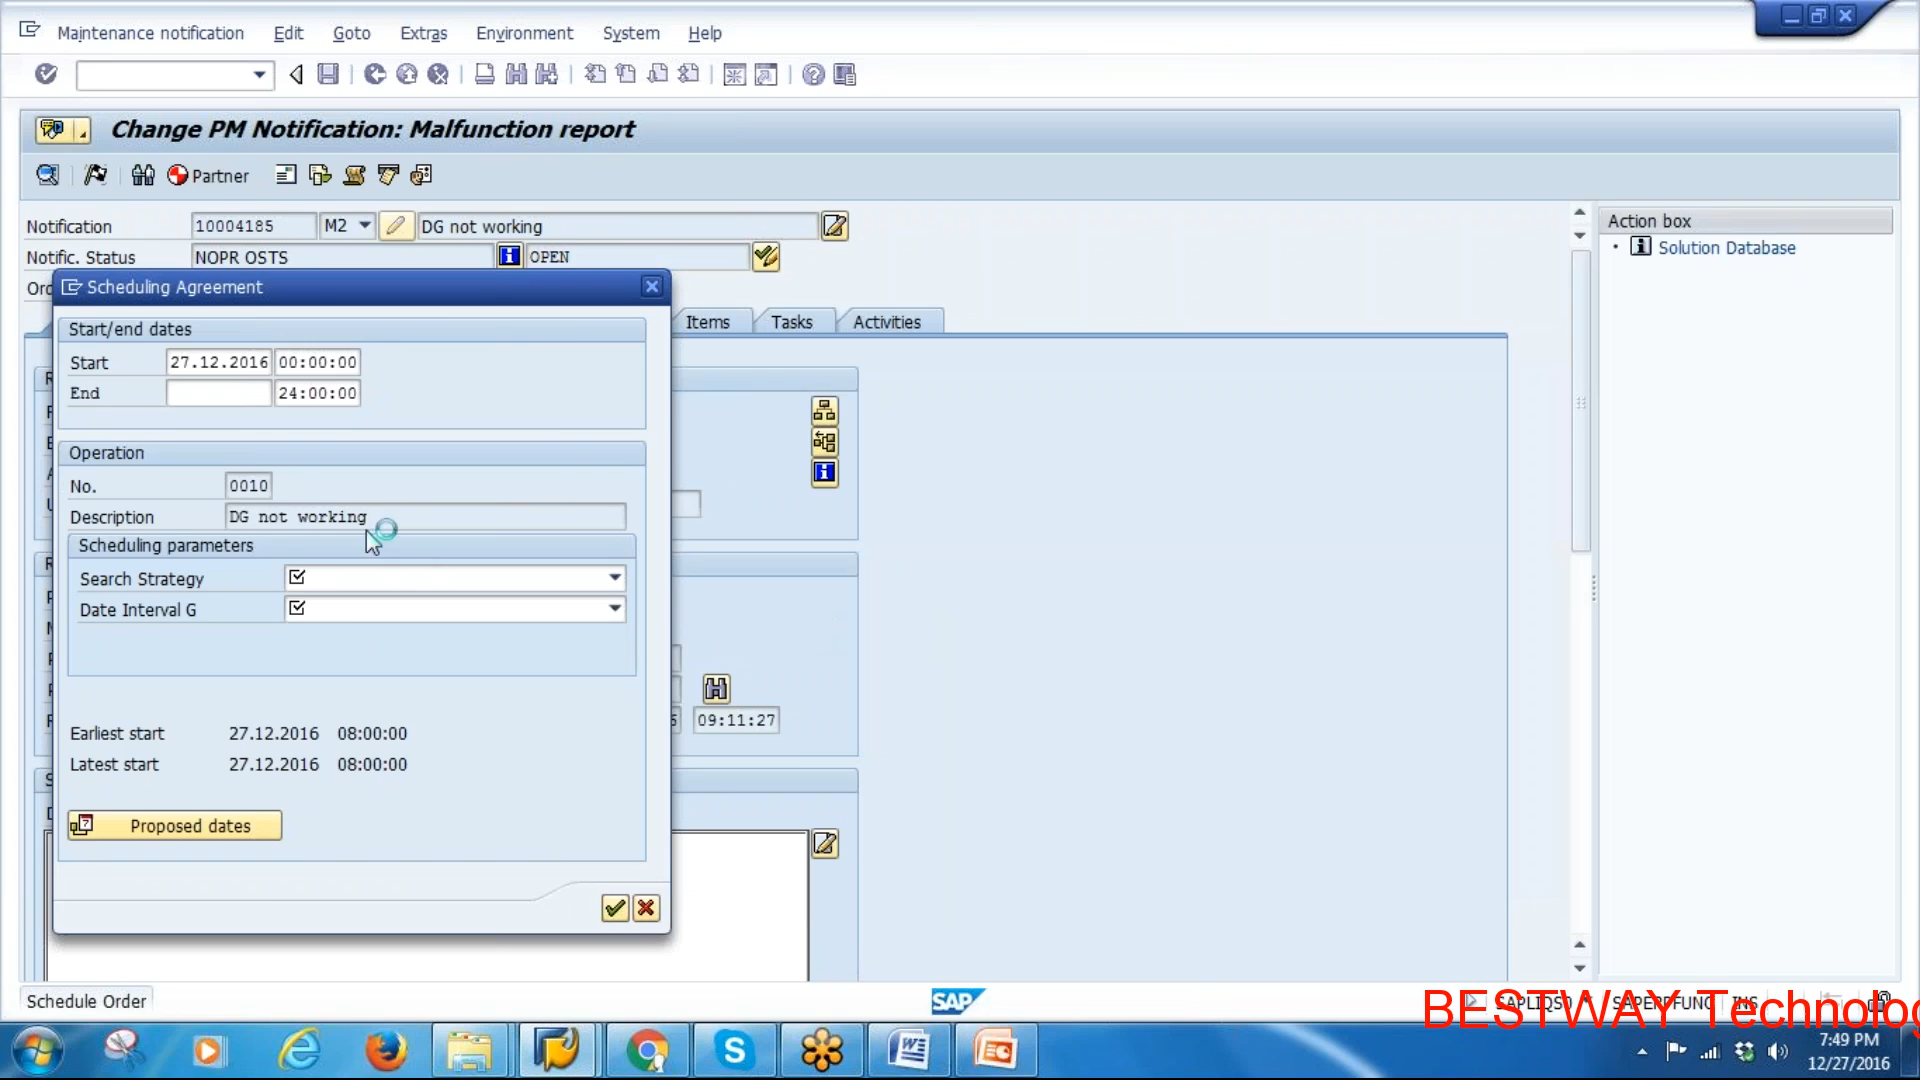 Maintenance notification Edit Goto Extras Environment System Help
Change PM Notification: Malfunction report
Partner
Notification 10004185 M2 DG not working
Notific. Status NOPR OSTS OPEN
Scheduling Agreement
Items Tasks Activities
Start/end dates
Start 27.12.2016 00:00:00
End 24:00:00
Operation
No. 0010
Description DG not working
Scheduling parameters
Search Strategy
Date Interval G
09:11:27
Earliest start 27.12.2016 08:00:00
Latest start 27.12.2016 08:00:00
Proposed dates
Action box
Solution Database
Schedule Order
SAP
SAPLIQS0 SAPERPFUNC INS
BESTWAY Technolog
7:49 PM
12/27/2016